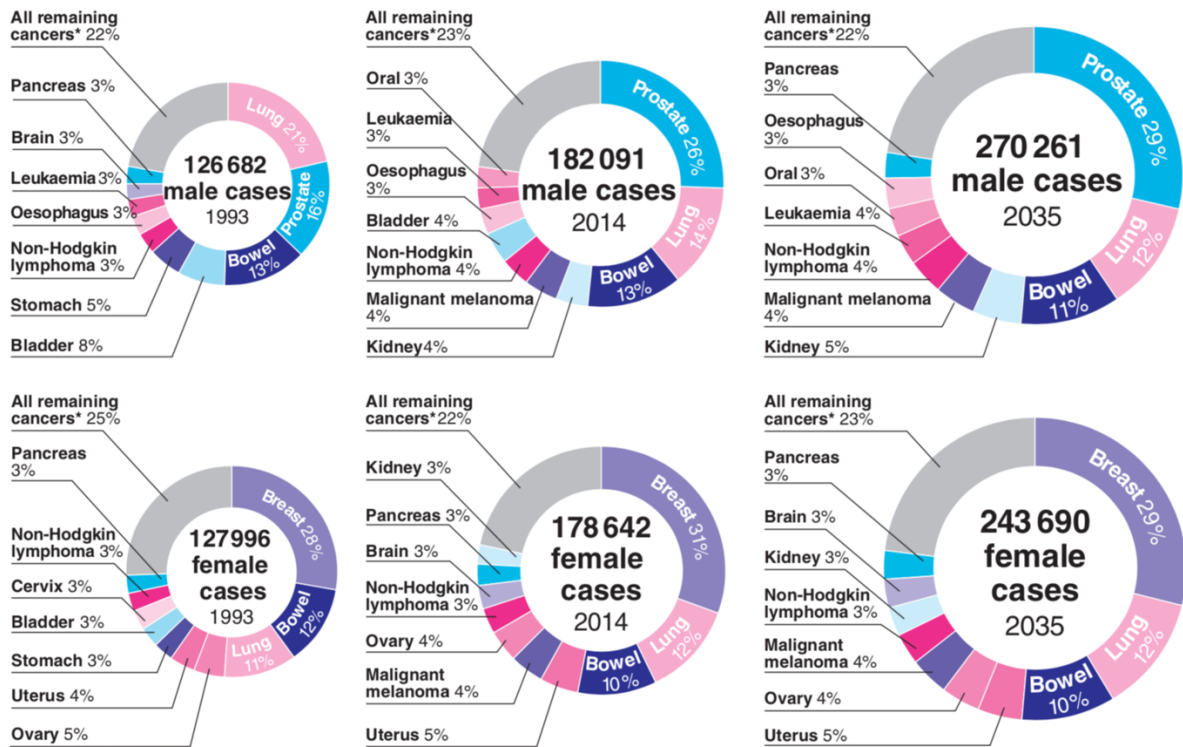 All remaining
cancers* 22%
Pancreas 3%
Brain 3%
Leukaemia 3%
Oesophagus 3%
Non-Hodgkin
lymphoma 3%
Stomach 5%
Bladder 8%
Lung 21%
Prostate
16%
Bowel
13%
126 682
male cases
1993
All remaining
cancers*23%
Oral 3%
Leukaemia
3%
Oesophagus
3%
Bladder 4%
Non-Hodgkin
lymphoma 4%
Malignant melanoma
4%
Kidney4%
Prostate 26%
Lung
14%
Bowel
13%
182 091
male cases
2014
All remaining
cancers*22%
Pancreas
3%
Oesophagus
3%
Oral 3%
Leukaemia 4%
Non-Hodgkin
lymphoma 4%
Malignant melanoma
4%
Kidney 5%
Prostate 29%
Lung
12%
Bowel
11%
270 261
male cases
2035
All remaining
cancers* 25%
Pancreas
3%
Non-Hodgkin
lymphoma 3%
Cervix 3%
Bladder 3%
Stomach 3%
Uterus 4%
Ovary 5%
Breast 28%
Bowel
12%
Lung
11%
127996
female
cases
1993
All remaining
cancers*22%
Kidney 3%
Pancreas 3%
Brain 3%
Non-Hodgkin
lymphoma 3%
Ovary 4%
Malignant
melanoma 4%
Uterus 5%
Breast 31%
Lung
12%
Bowel
10%
178 642
female
cases
2014
All remaining
cancers* 23%
Pancreas
3%
Brain 3%
Kidney 3%
Non-Hodgkin
lymphoma 3%
Malignant
melanoma 4%
Ovary 4%
Uterus 5%
Breast 29%
Lung
12%
Bowel
10%
243 690
female
cases
2035